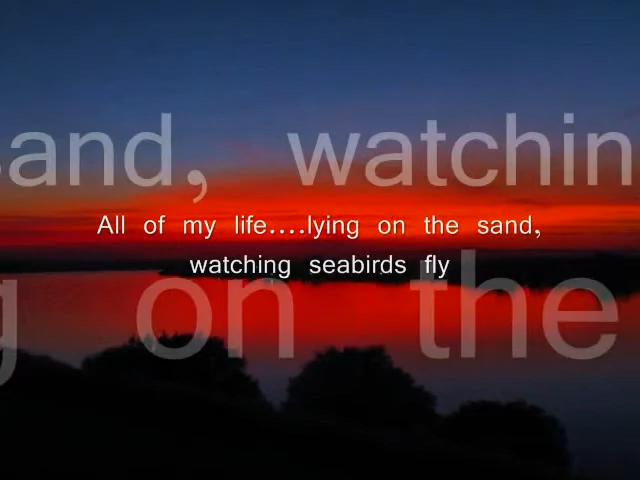 sand, watchin
All of my life....lying on the sand,
watching seabirds fly
g on the